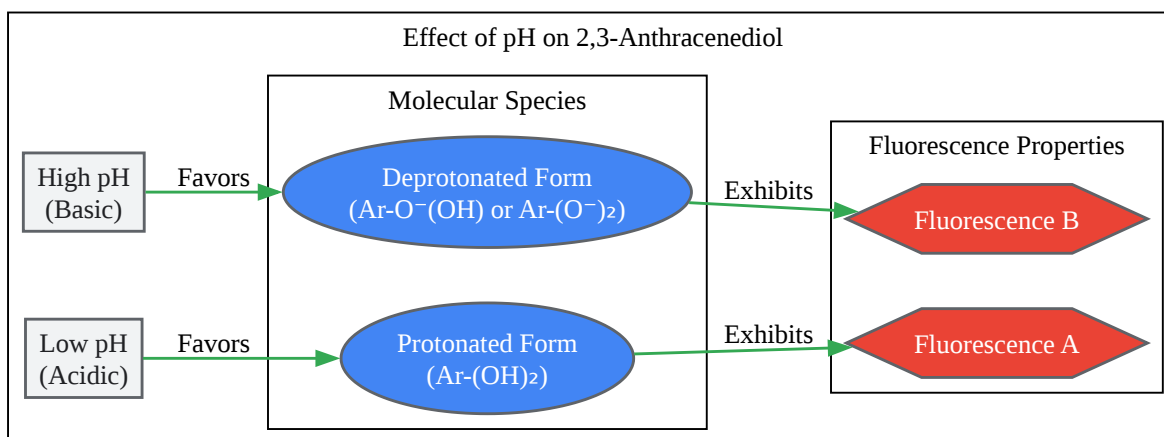 Effect of pH on 2,3-Anthracenediol
Molecular Species
Fluorescence Properties
High pH
(Basic)
Favors
Deprotonated Form
(Ar-O⁻(OH) or Ar-(O⁻)₂)
Exhibits
Fluorescence B
Low pH
(Acidic)
Favors
Protonated Form
(Ar-(OH)₂)
Exhibits
Fluorescence A